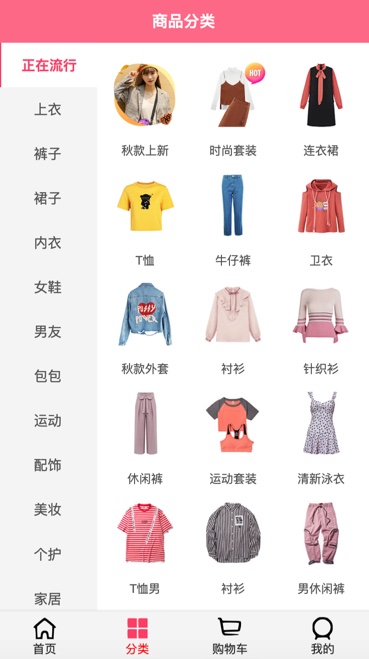 商品分类
正在流行
上衣
裤子
裙子
内衣
女鞋
男友
包包
运动
配饰
美妆
个护
家居
HOT
秋款上新
时尚套装
连衣裙
T恤
牛仔裤
卫衣
秋款外套
衬衫
针织衫
休闲裤
运动套装
清新泳衣
T恤男
衬衫
男休闲裤
首页
分类
购物车
我的